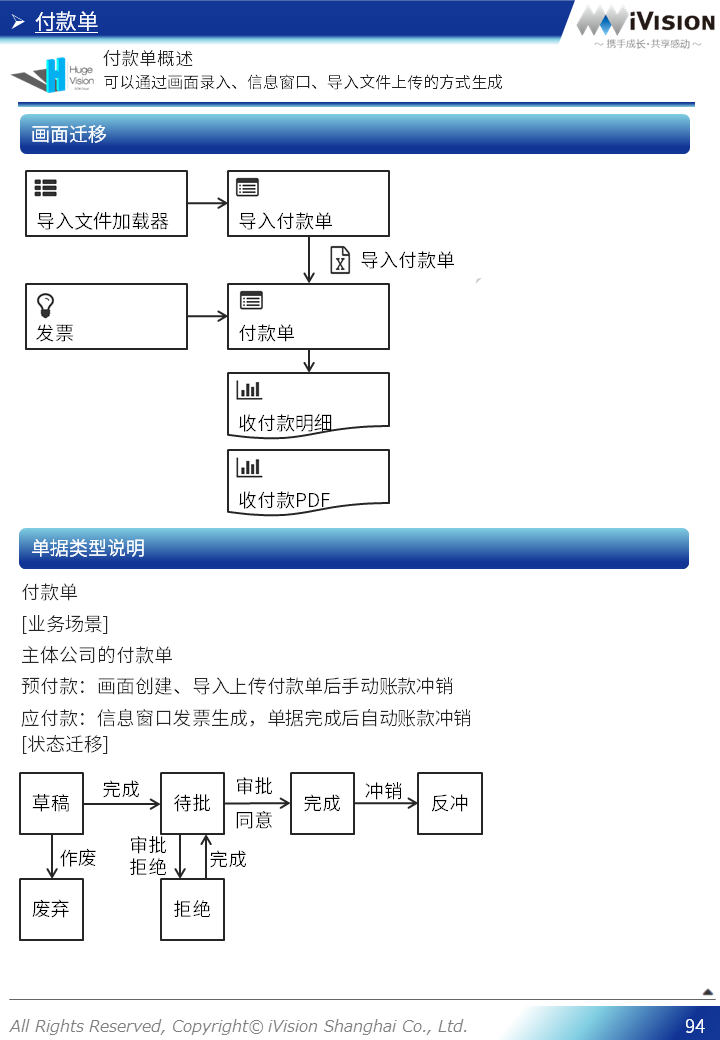 付款单
iVISION
～ 携手成长·共享感动 ～
Huge
Vision
付款单概述
可以通过画面录入、信息窗口、导入文件上传的方式生成
画面迁移
导入文件加载器
导入付款单
X 导入付款单
发票
付款单
收付款明细
收付款PDF
单据类型说明
付款单
[业务场景]
主体公司的付款单
预付款：画面创建、导入上传付款单后手动账款冲销
应付款：信息窗口发票生成，单据完成后自动账款冲销
[状态迁移]
草稿
完成
待批
审批
同意
完成
冲销
反冲
作废
审批
拒绝
完成
废弃
拒绝
All Rights Reserved, Copyright© iVision Shanghai Co., Ltd.
94